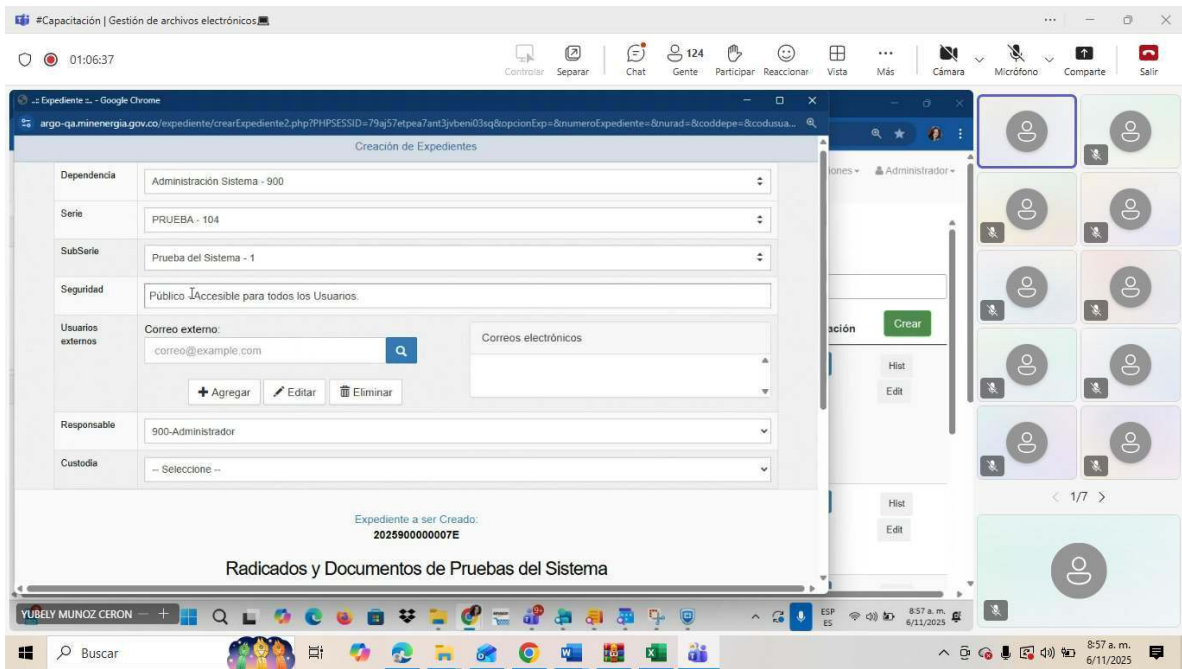 #Capacitación | Gestión de archivos electrónicos
01:06:37
Controlar
Separar
Chat
124
Gente
Participar
Reaccionar
Vista
Más
Cámara
Micrófono
Comparte
Salir
..: Expediente ::.. - Google Chrome
argo-qa.minenergia.gov.co/expediente/crearExpediente2.php?PHPSESSID=79aj57etpea7ant3jvbeni03sq&opcionExp=&numeroExpediente=&nurad=&coddepe=&codusua...
Creación de Expedientes
iones
Administrador
Dependencia
Administración Sistema - 900
Serie
PRUEBA - 104
SubSerie
Prueba del Sistema - 1
Seguridad
Público - Accesible para todos los Usuarios.
Usuarios externos
Correo externo:
correo@example.com
Correos electrónicos
Agregar
Editar
Eliminar
ación
Crear
Hist
Edit
Responsable
900-Administrador
Custodia
-- Seleccione --
Hist
Edit
1/7
Expediente a ser Creado:
2025900000007E
Radicados y Documentos de Pruebas del Sistema
YUBELY MUNOZ CERON
ESP
ES
8:57 a. m.
6/11/2025
Buscar
8:57 a. m.
6/11/2025